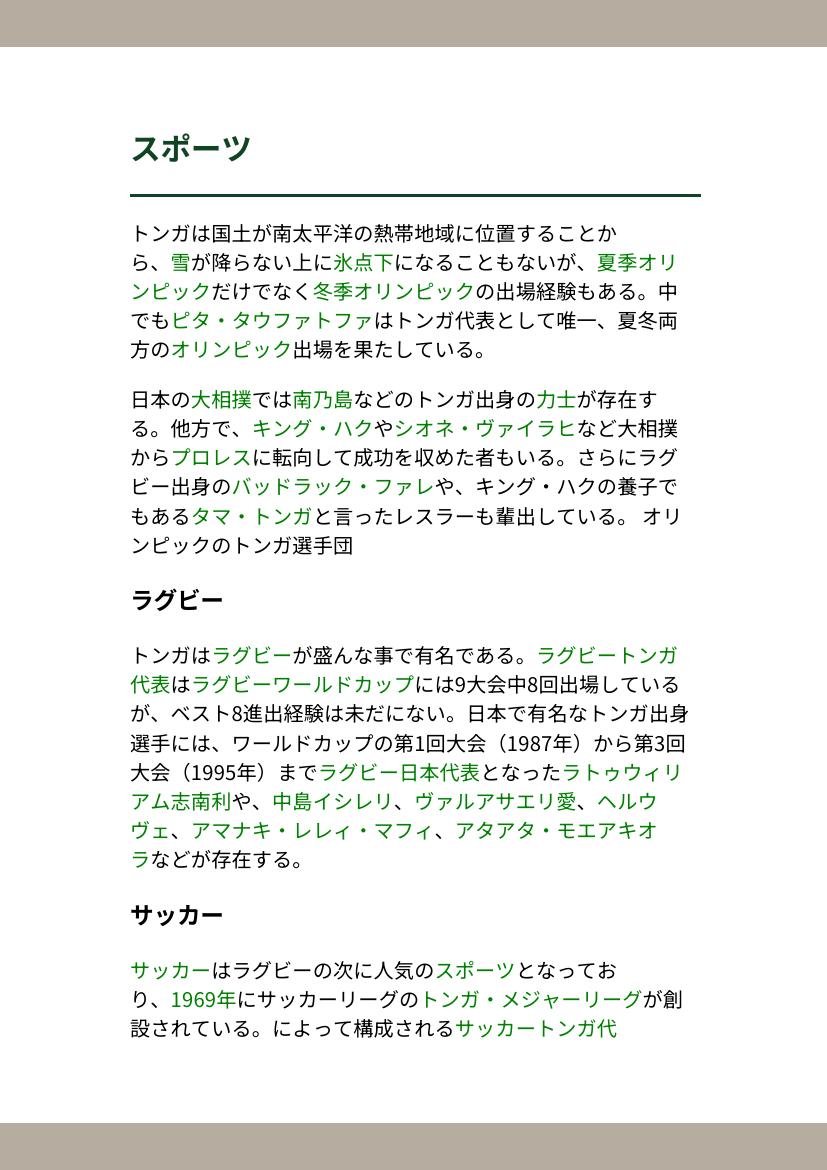 スポーツ
トンガは国土が南太平洋の熱帯地域に位置することか
ら、雪が降らない上に氷点下になることもないが、夏季オリ
ンピックだけでなく冬季オリンピックの出場経験もある。中
でもピタ・タウファトファはトンガ代表として唯一、夏冬両
方のオリンピック出場を果たしている。
日本の大相撲では南乃島などのトンガ出身の力士が存在す
る。他方で、キング・ハクやシオネ・ヴァイラヒなど大相撲
からプロレスに転向して成功を収めた者もいる。さらにラグ
ビー出身のバッドラック・ファレや、キング・ハクの養子で
もあるタマ・トンガと言ったレスラーも輩出している。 オリ
ンピックのトンガ選手団
ラグビー
トンガはラグビーが盛んな事で有名である。ラグビートンガ
代表はラグビーワールドカップには9大会中8回出場している
が、ベスト8進出経験は未だにない。日本で有名なトンガ出身
選手には、ワールドカップの第1回大会（1987年）から第3回
大会（1995年）までラグビー日本代表となったラトゥウィリ
アム志南利や、中島イシレリ、ヴァルアサエリ愛、ヘルウ
ヴェ、アマナキ・レレィ・マフィ、アタアタ・モエアキオ
ラなどが存在する。
サッカー
サッカーはラグビーの次に人気のスポーツとなってお
り、1969年にサッカーリーグのトンガ・メジャーリーグが創
設されている。によって構成されるサッカートンガ代